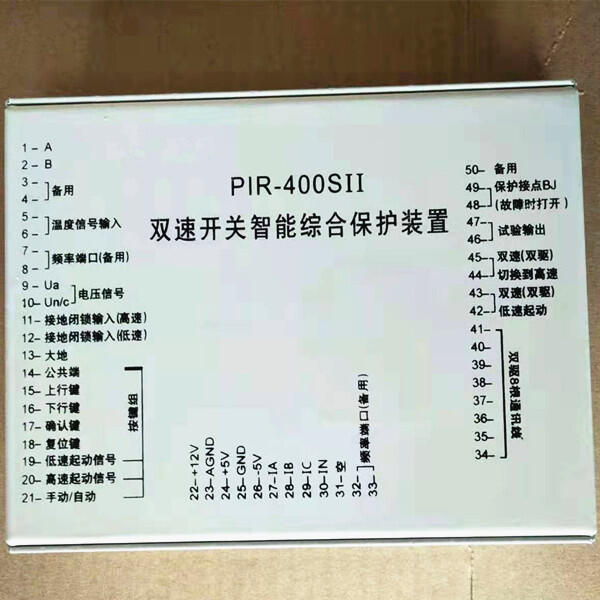 PIR-400SII
双速开关智能综合保护装置
1- A
2- B
3-
4-
备用
5-
6-
温度信号输入
7-
8-
频率端口(备用)
9- Ua
10- Un/c
电压信号
11- 接地闭锁输入(高速)
12- 接地闭锁输入(低速)
13- 大地
14- 公共端
15- 上行键
16- 下行键
17- 确认键
18- 复位键
19- 低速起动信号
20- 高速起动信号
21- 手动/自动
按键组
22- +12V
23- AGND
24- +5V
25- GND
26- -5V
27- IA
28- IB
29- IC
30- IN
31- 空
32-
33-
频率端口(备用)
50- 备用
49- 保护接点BJ
48- (故障时打开)
47-
46-
试验输出
45- 双速(双驱)
44- 切换到高速
43- 双速(双驱)
42- 低速起动
41-
40-
39-
38-
37-
36-
35-
34-
双驱8槽通讯线